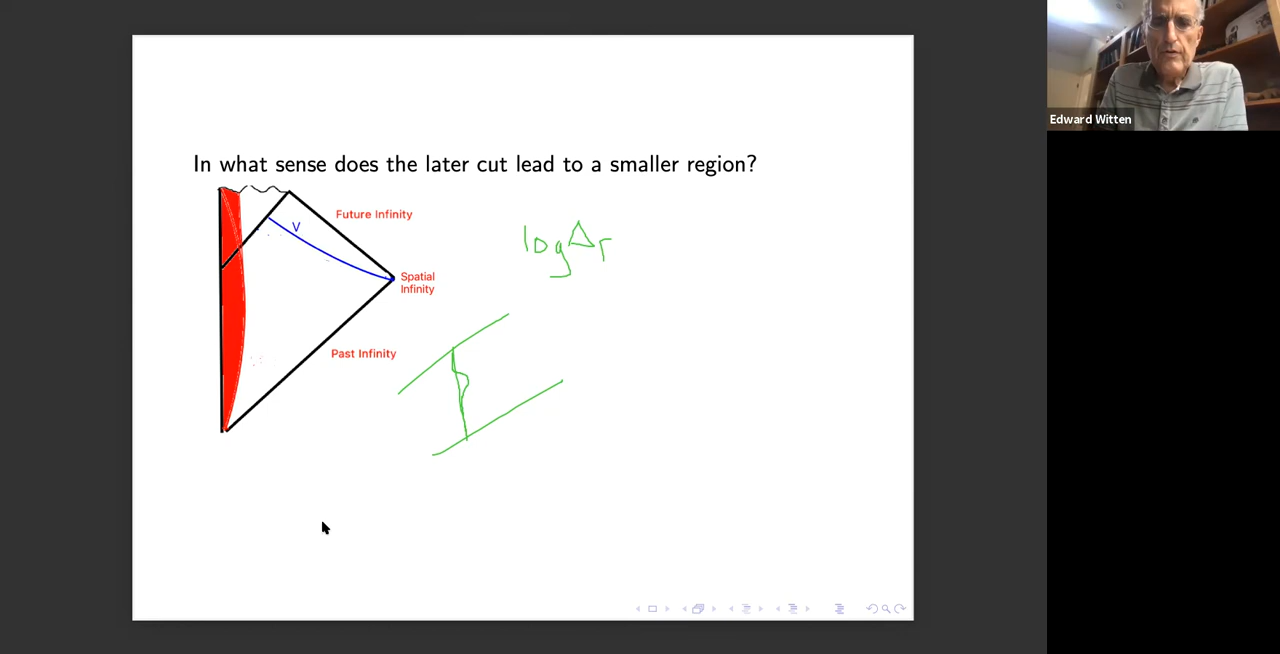 Edward Witten
In what sense does the later cut lead to a smaller region?
Future Infinity
V
log Δr
Spatial
Infinity
Past Infinity